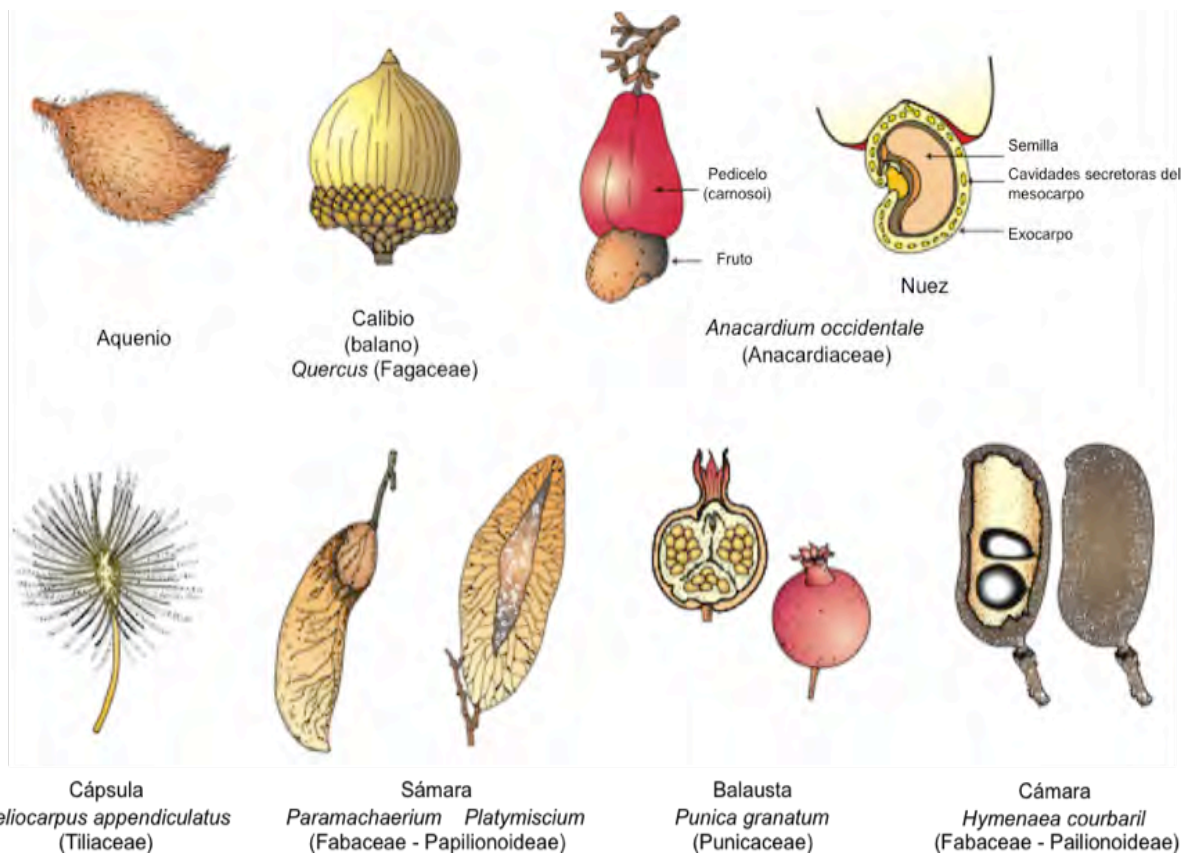 Aquenio
Calibio
(balano)
Quercus (Fagaceae)
Pedicelo
(carnosoi)
Fruto
Semilla
Cavidades secretoras del
mesocarpo
Exocarpo
Nuez
Anacardium occidentale
(Anacardiaceae)
Cápsula
eliocarpus appendiculatus
(Tiliaceae)
Sámara
Paramachaerium Platymiscium
(Fabaceae - Papilionoideae)
Balausta
Punica granatum
(Punicaceae)
Cámara
Hymenaea courbaril
(Fabaceae - Pailionoideae)